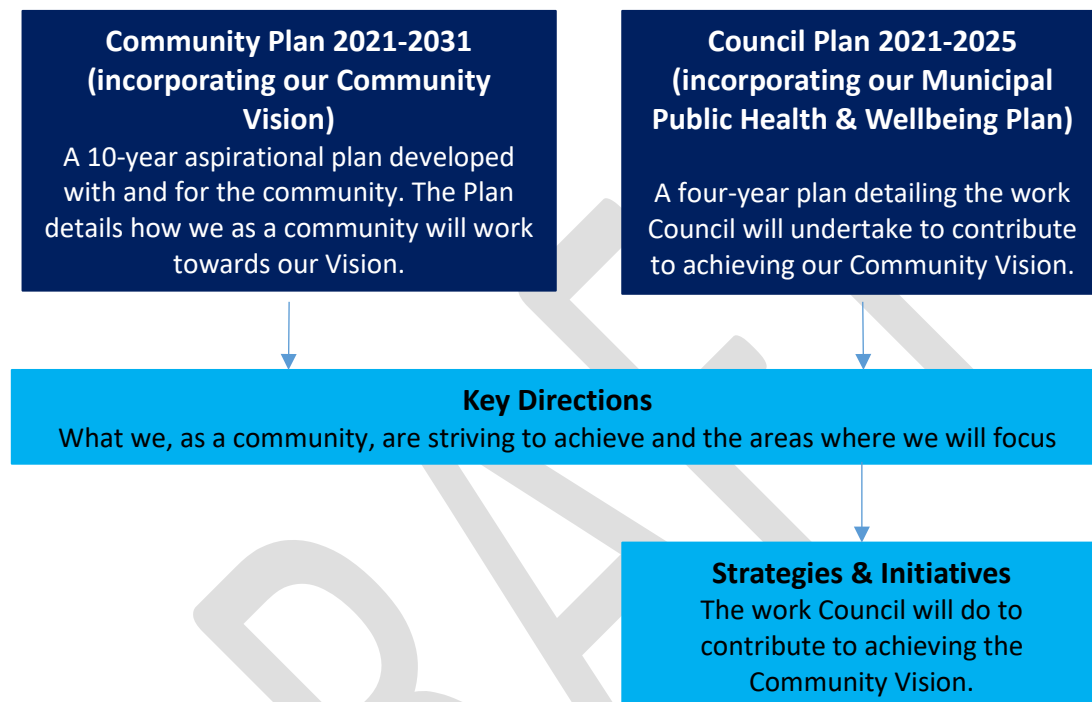 Community Plan 2021-2031
(incorporating our Community
Vision)
A 10-year aspirational plan developed
with and for the community. The Plan
details how we as a community will work
towards our Vision.
Council Plan 2021-2025
(incorporating our Municipal
Public Health & Wellbeing Plan)
A four-year plan detailing the work
Council will undertake to contribute
to achieving our Community Vision.
Key Directions
What we, as a community, are striving to achieve and the areas where we will focus
Strategies & Initiatives
The work Council will do to
contribute to achieving the
Community Vision.
DRAFT